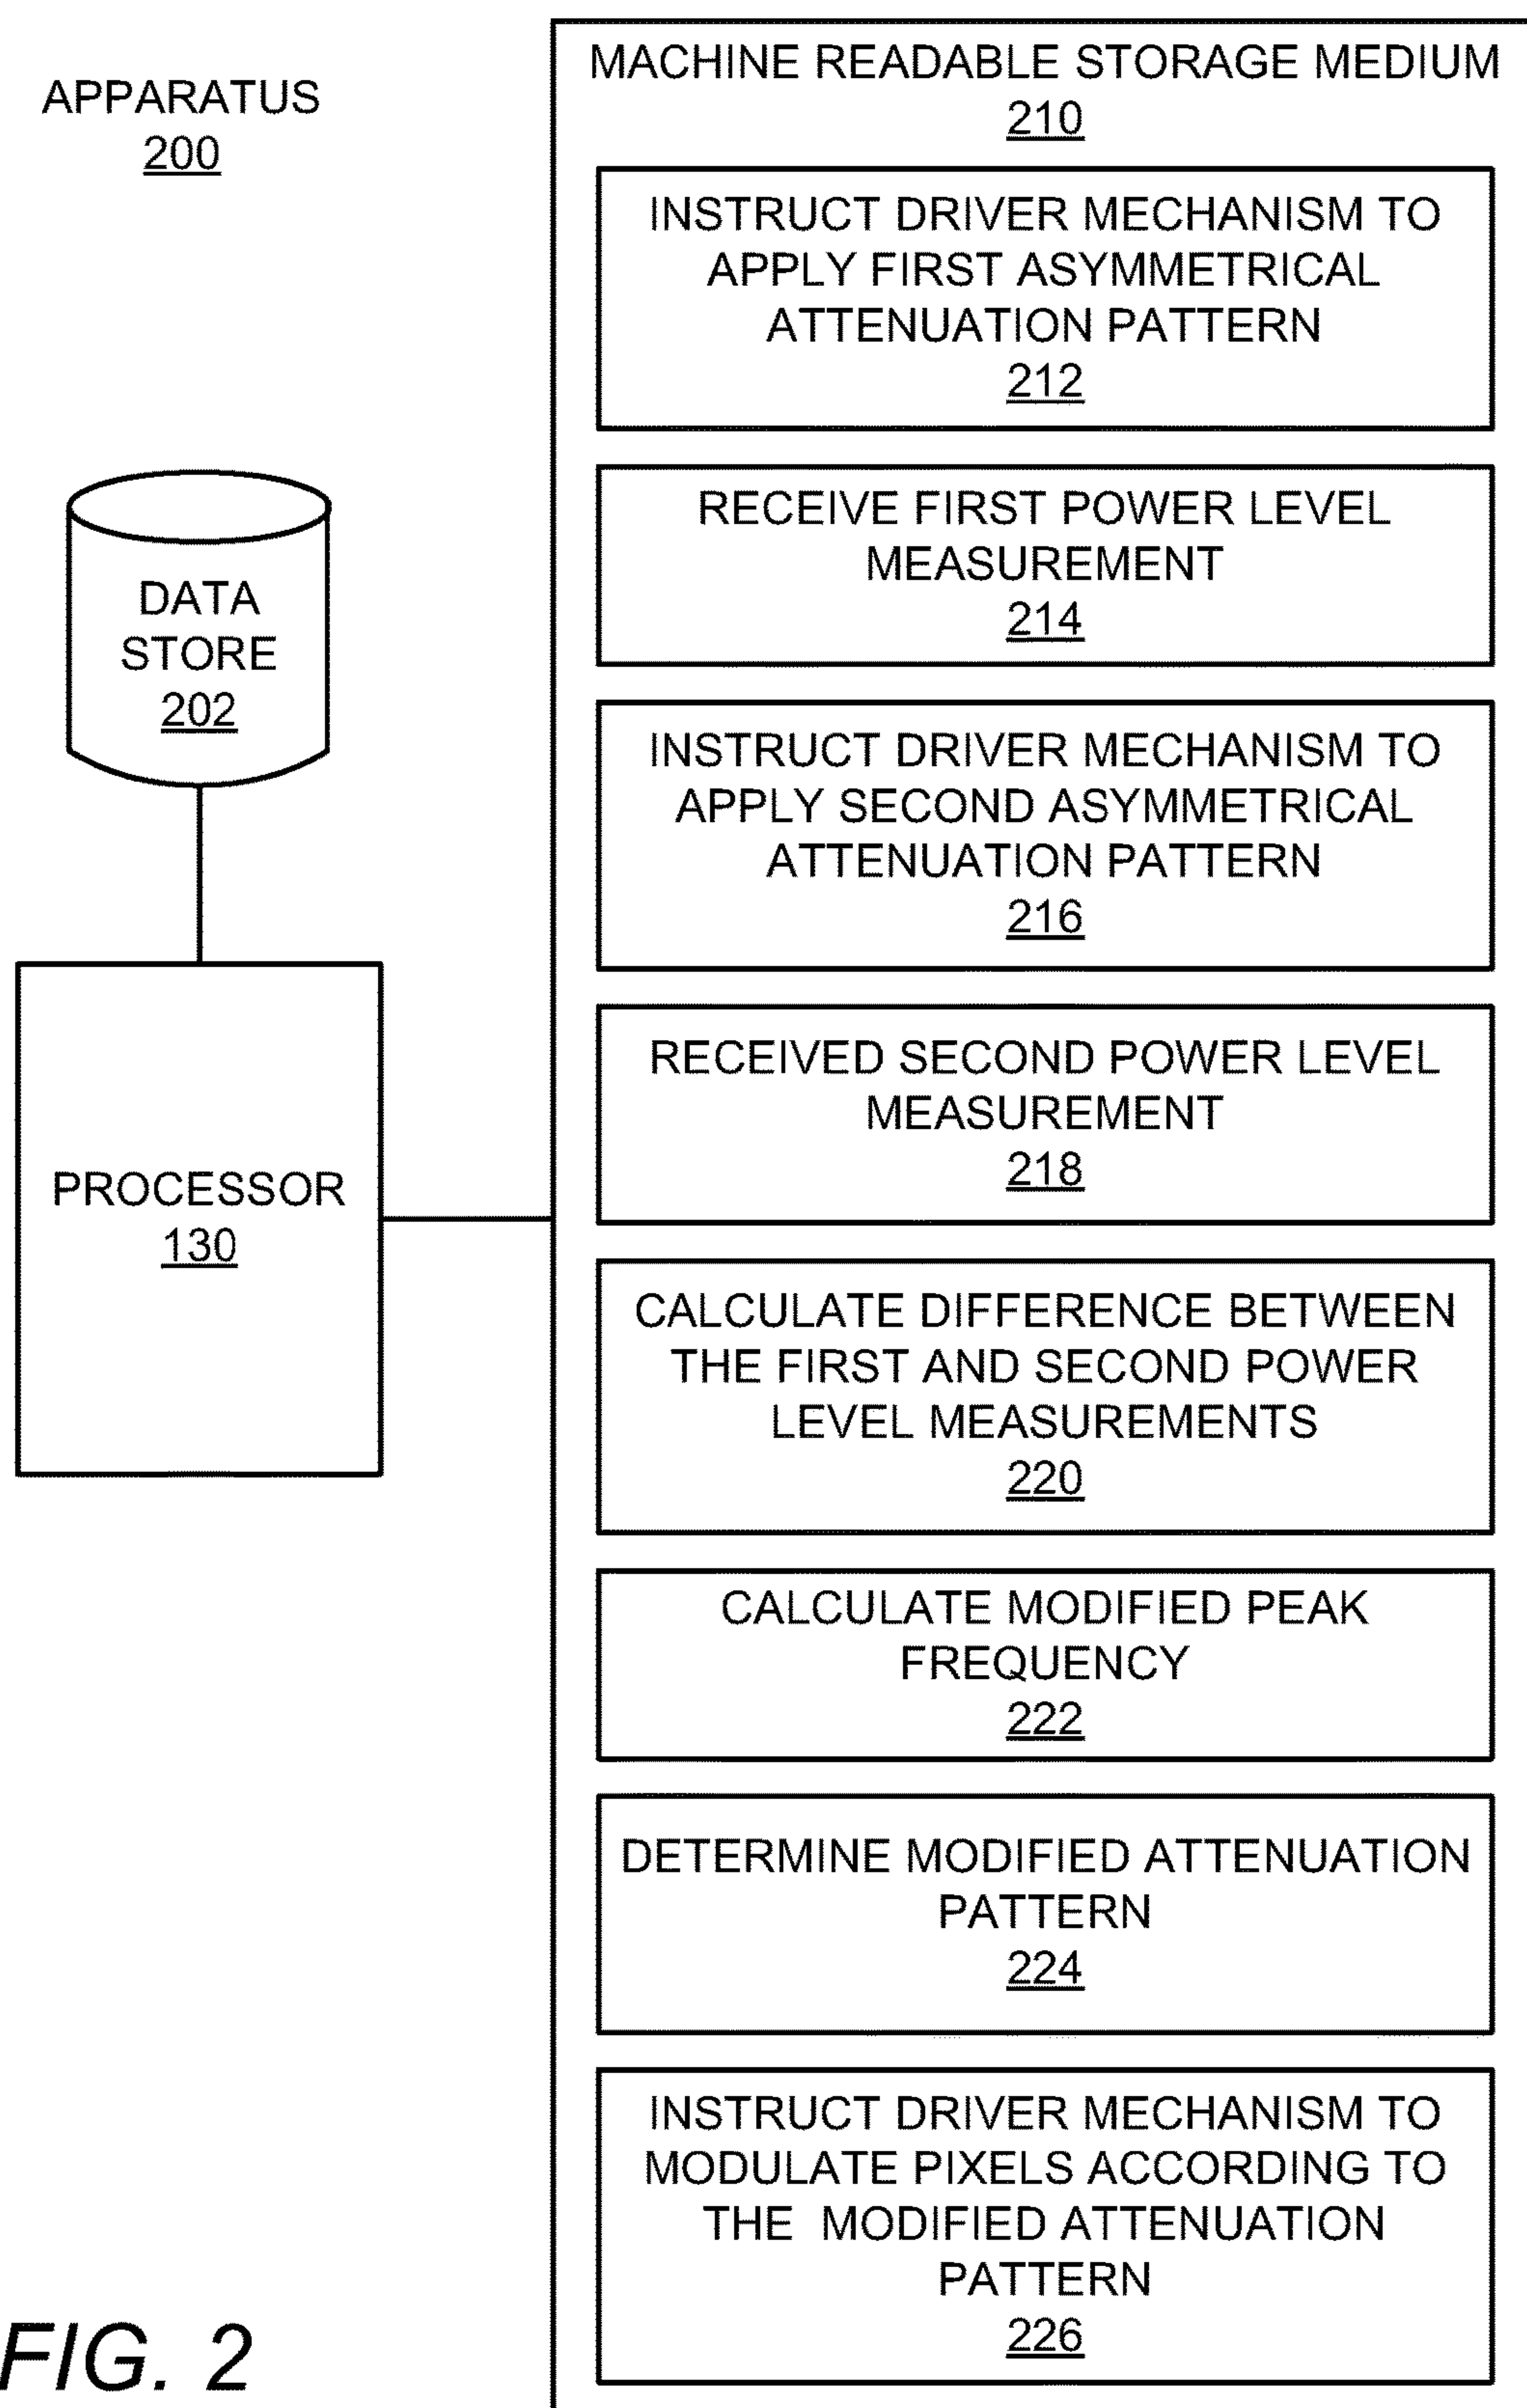 APPARATUS
200
DATA
STORE
202
PROCESSOR
130
MACHINE READABLE STORAGE MEDIUM
210
INSTRUCT DRIVER MECHANISM TO
APPLY FIRST ASYMMETRICAL
ATTENUATION PATTERN
212
RECEIVE FIRST POWER LEVEL
MEASUREMENT
214
INSTRUCT DRIVER MECHANISM TO
APPLY SECOND ASYMMETRICAL
ATTENUATION PATTERN
216
RECEIVED SECOND POWER LEVEL
MEASUREMENT
218
CALCULATE DIFFERENCE BETWEEN
THE FIRST AND SECOND POWER
LEVEL MEASUREMENTS
220
CALCULATE MODIFIED PEAK
FREQUENCY
222
DETERMINE MODIFIED ATTENUATION
PATTERN
224
INSTRUCT DRIVER MECHANISM TO
MODULATE PIXELS ACCORDING TO
THE MODIFIED ATTENUATION
PATTERN
226
FIG. 2